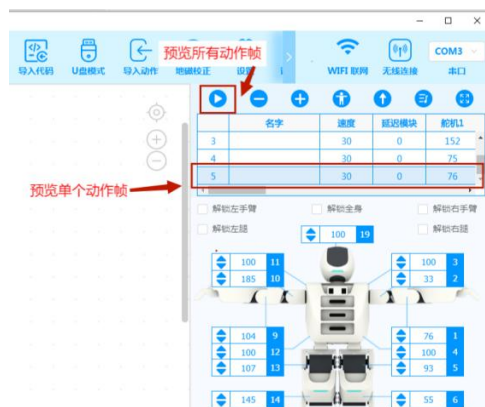 导入代码 U盘模式 导入动作 地磁校正 WIFI 联网 无线连接 串口
COM3
预览所有动作帧
名字 速度 延迟模块 舵机1
3 30 0 152
4 30 0 75
5 30 0 76
预览单个动作帧
解锁左手臂 解锁全身 解锁右手臂
解锁左腿 解锁右腿
100 19
100 11 100 3
185 10 33 2
104 9 76 1
100 12 100 4
107 13 93 5
145 14 55 6